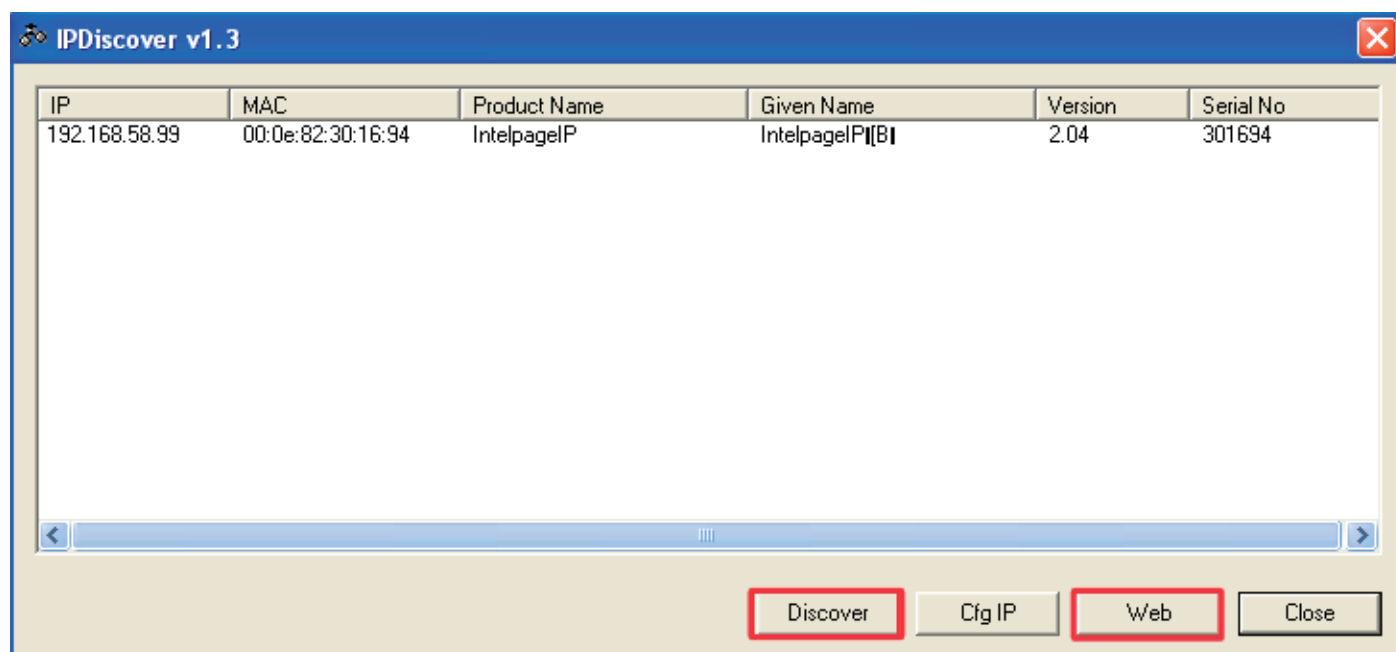 IPDiscover v1.3
IP MAC Product Name Given Name Version Serial No
192.168.58.99 00:0e:82:30:16:94 IntelpageIP IntelpageIP|[B| 2.04 301694
Discover Cfg IP Web Close